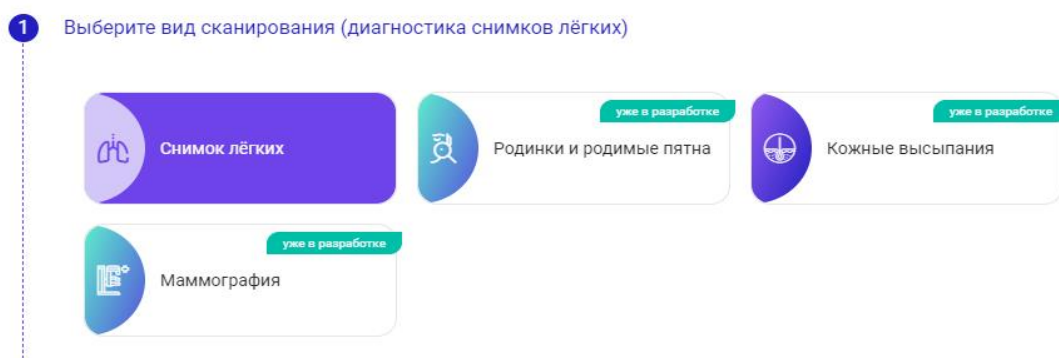 1
Выберите вид сканирования (диагностика снимков лёгких)
Снимок лёгких
уже в разработке
Родинки и родимые пятна
уже в разработке
Кожные высыпания
уже в разработке
Маммография